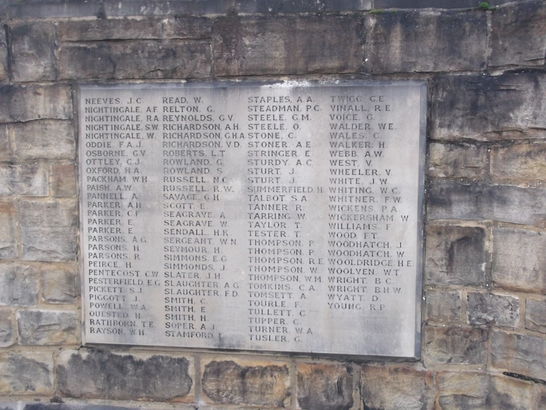 NEEVES, J.C
NIGHTINGALE, A.F
NIGHTINGALE, R.A
NIGHTINGALE, S.W
NIGHTINGALE, W.
ODDIE, F.A.J.
OSBORNE, G.V
OTTLEY, C.J.
OXFORD, H.A
PACKHAM W.H
PAISH, A.W
PANNELL, A
PARKER, A.H
PARKER, C.F
PARKER, E.
PARKER, E.
PARSONS, A.G
PARSONS, H
PARSONS, R.
PEIRCE, H
PENTECOST, C.W
PESTERFIELD, E.G
PICKETT, S.J
PIGGOTT, J.
POWELL, W.A
QUESTED, H
RATHBORN, T.E
RAYSON, W.H
READ, W.
RELTON, G.
REYNOLDS, G.V.
RICHARDSON, A.H.
RICHARDSON, G.H.A
RICHARDSON, V.D.
ROBERTS, L.T
ROWLAND, G.
ROWLAND, S
RUSSELL, N.C
RUSSELL, R.W.
SAVAGE, G.H
SCOTT, E
SEAGRAVE, A
SEAGRAVE, W
SENDALL, H.R
SERGEANT, W.N
SEYMOUR, H
SIMMONS, E.G
SIMMONDS, J
SLATER, J.H
SLAUGHTER, A.G
SLAUGHTER, F.D
SMITH, C.
SMITH, E
SMITH, H
SOPER, A.J
STAMFORD,
STAPLES, A.A
STEADMAN, P.C
STEELE, G.M
STEELE, O.
STONE, C.
STONER, A.E
STRINGER, E
STURDY, A.C
STURT, J.
STURT, J.
SUMMERFIELD, H
TALBOT, S.A
TANNER, R
TARRING, W
TAYLOR, T
TESTER, T
THOMPSON, P
THOMPSON, P
THOMPSON, R.E
THOMPSON, W
THOMPSON, W.M
TOMKINS, C.A
TOMSETT, A
TOURLE, F.
TULLETT, C
TUPPER, C
TURNER, W.A
TUSLER, G.
TWIGG, G.E
VINALL, R.E
VOICE, G.
WALDER, W.E.
WALES, C.
WALKER, H
WEBB, A.W
WEST, V.
WHEELER, V.
WHITE, J.W
WHITING, W.C
WHITNER, F.W
WICKENS, P.A
WICKERSHAM, W
WILLIAMS, F
WOOD, F.T
WOODHATCH, J.
WOODHATCH, W
WOOLDRIDGE, H.E
WOOLVEN, W.T
WRIGHT, B.C
WRIGHT, B.H.W
WYATT, D
YOUNG, R.P